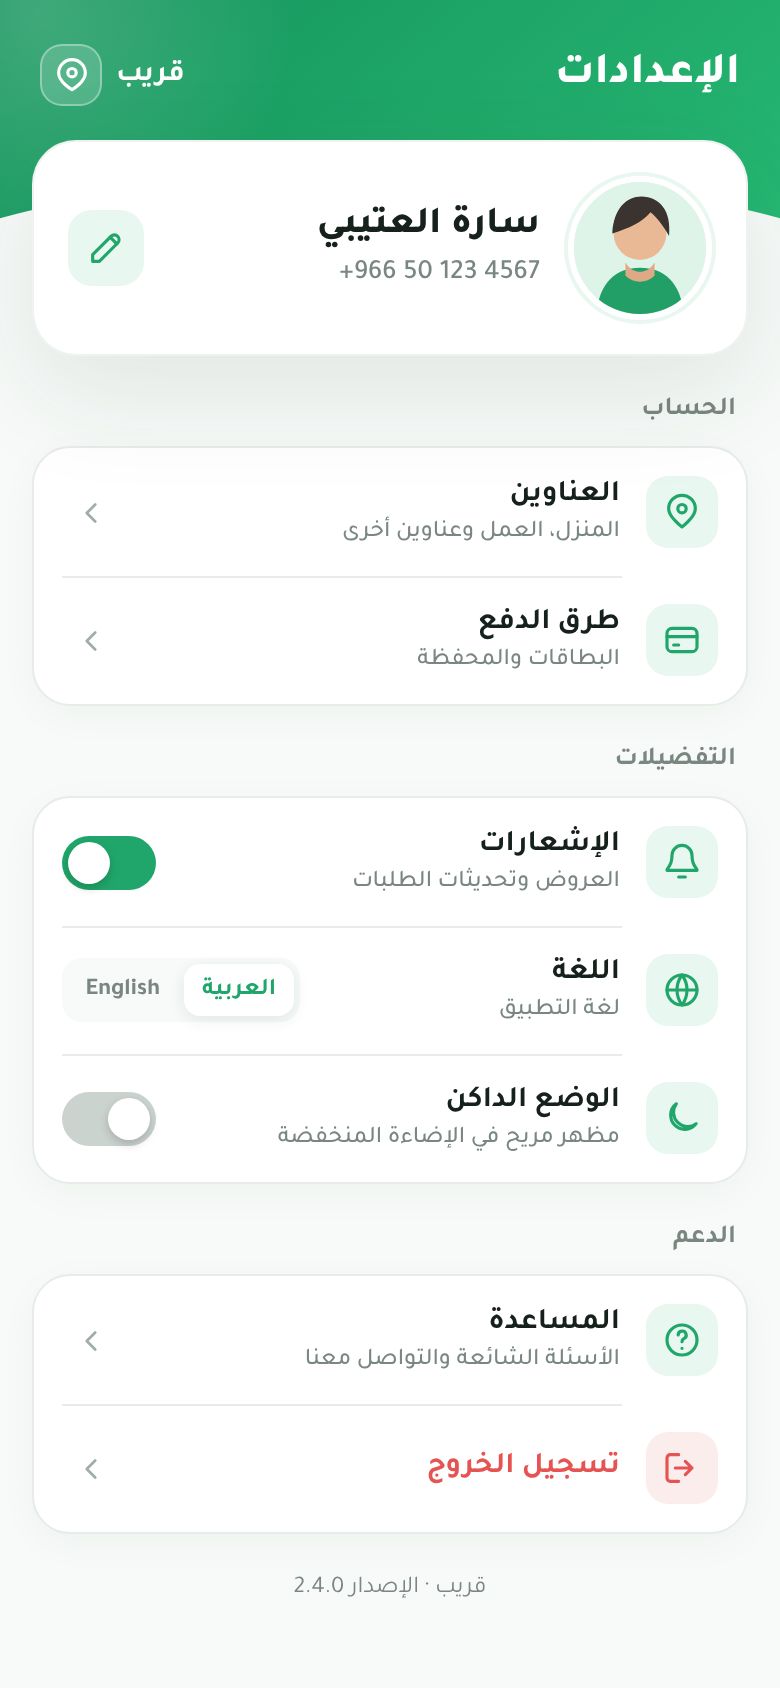 الإعدادات
قريب
سارة العتيبي
+966 50 123 4567
الحساب
العناوين
المنزل، العمل وعناوين أخرى
طرق الدفع
البطاقات والمحفظة
التفضيلات
الإشعارات
العروض وتحديثات الطلبات
اللغة
لغة التطبيق
العربية
English
الوضع الداكن
مظهر مريح في الإضاءة المنخفضة
الدعم
المساعدة
الأسئلة الشائعة والتواصل معنا
تسجيل الخروج
قريب · الإصدار 2.4.0